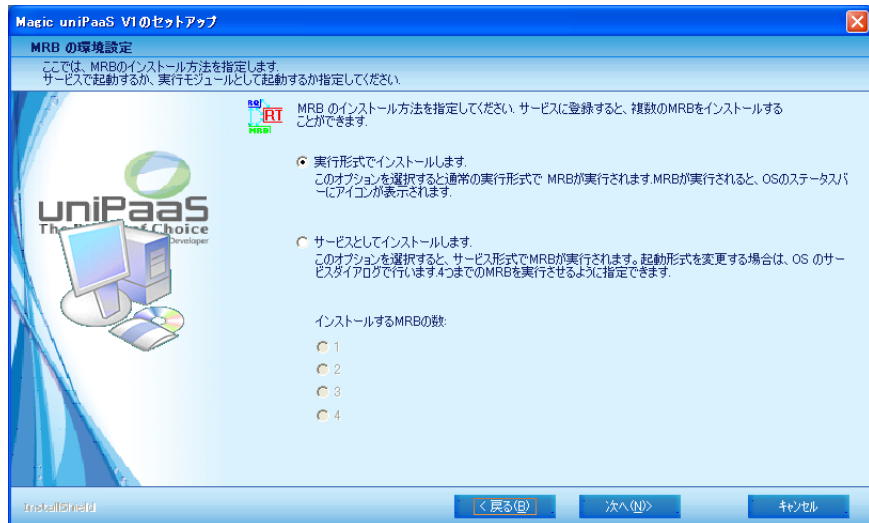 Magic uniPaaS V1のセットアップ
MRB の環境設定
ここでは、MRBのインストール方法を指定します.
サービスで起動するか、実行モジュールとして起動するか指定してください.
RQ!
RT
MRB!
MRB のインストール方法を指定してください. サービスに登録すると、複数のMRBをインストールする
ことができます.
実行形式でインストールします.
このオプションを選択すると通常の実行形式で MRBが実行されます.MRBが実行されると、OSのステータスバ
ーにアイコンが表示されます.
uniPaaS
The Choice
Developer
サービスとしてインストールします.
このオプションを選択すると、サービス形式でMRBが実行されます。起動形式を変更する場合は、OS のサー
ビスダイアログで行います.4つまでのMRBを実行させるように指定できます.
インストールするMRBの数:
1
2
3
4
InstallShield
< 戻る(B)
次へ(N)>
キャンセル